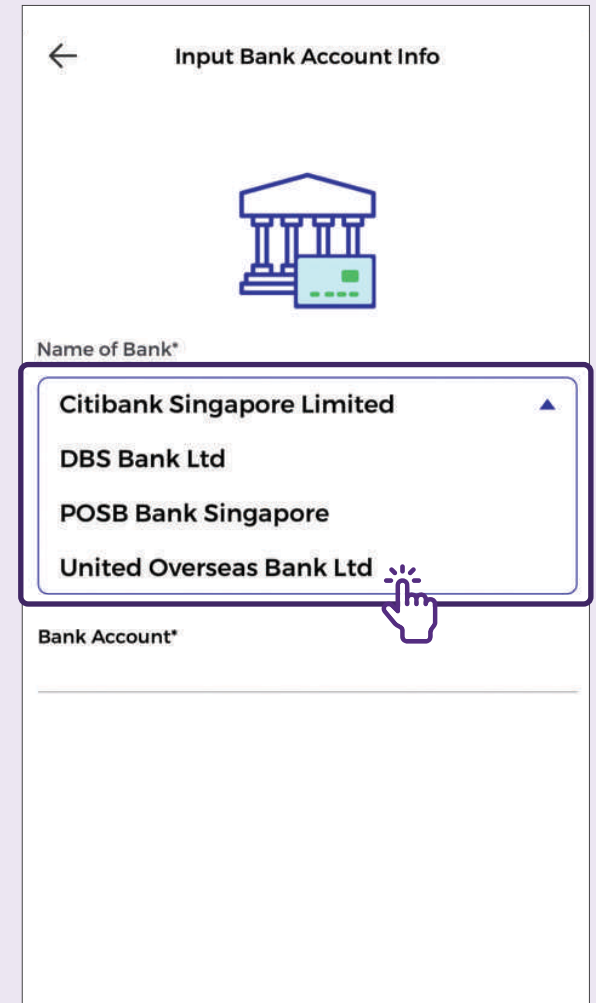 Input Bank Account Info
Name of Bank*
Citibank Singapore Limited
DBS Bank Ltd
POSB Bank Singapore
United Overseas Bank Ltd
Bank Account*